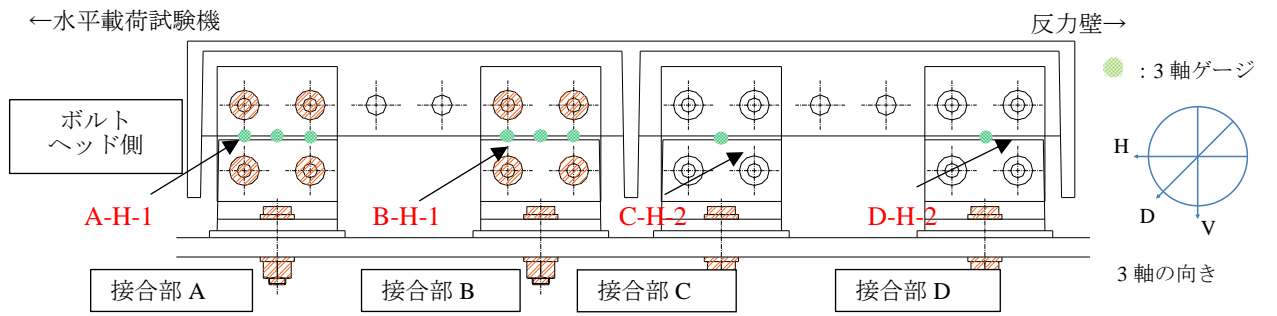 ←水平載荷試験機
反力壁→
: 3 軸ゲージ
ボルト
ヘッド側
H
D
V
A-H-1
B-H-1
C-H-2
D-H-2
3 軸の向き
接合部 A
接合部 B
接合部 C
接合部 D